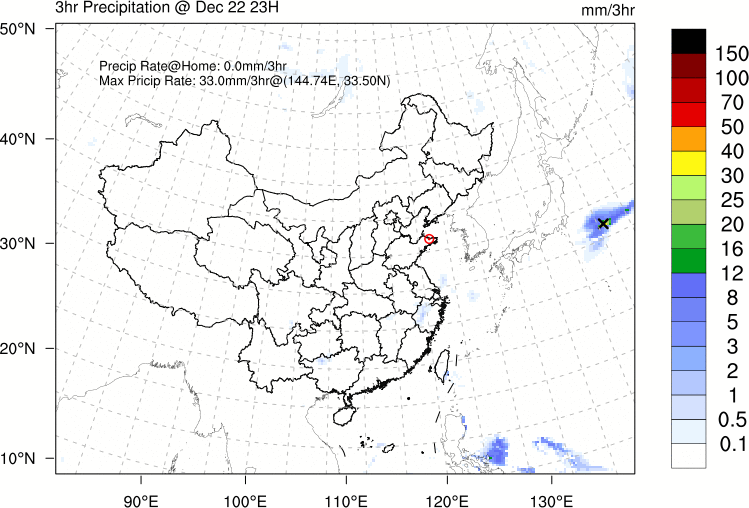 3hr Precipitation @ Dec 22 23H
mm/3hr
Precip Rate@Home: 0.0mm/3hr
Max Pricip Rate: 33.0mm/3hr@(144.74E, 33.50N)
50°N
40°N
30°N
20°N
10°N
90°E
100°E
110°E
120°E
130°E
150
100
70
50
40
30
25
20
16
12
8
5
3
2
1
0.5
0.1